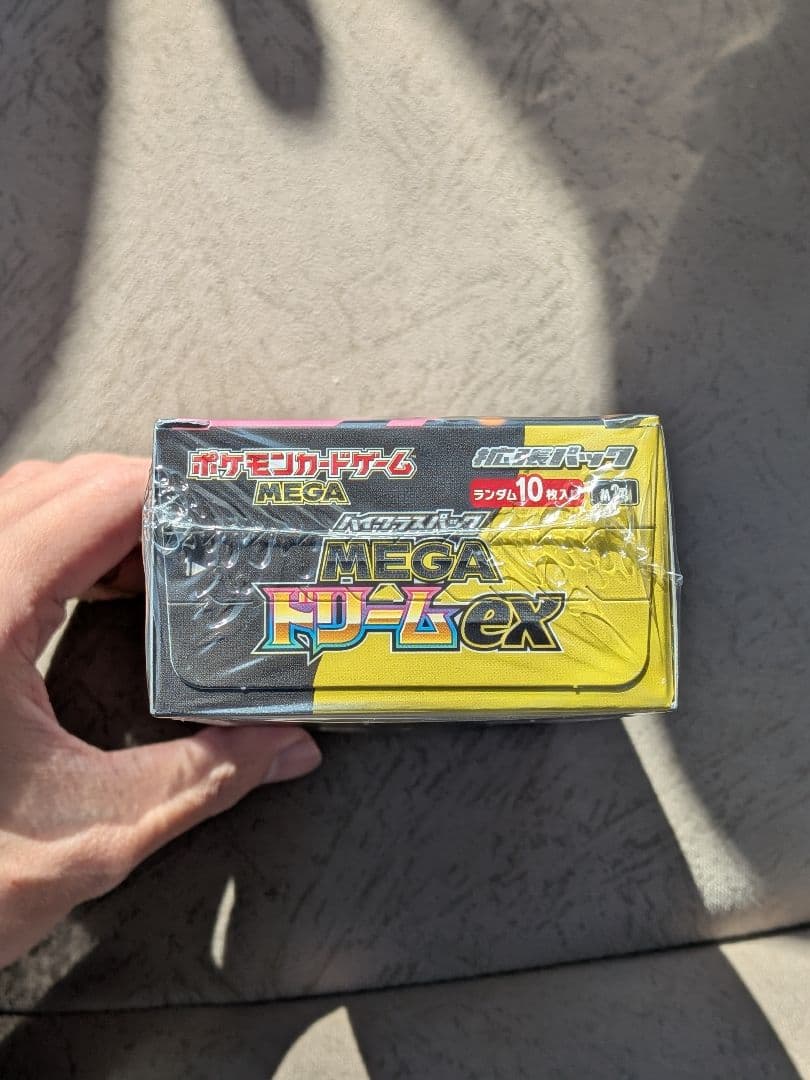 ポケモンカードゲーム
MEGA
拡張パック
ランダム10枚入り
ハイクラスパック
MEGA
ドリームex